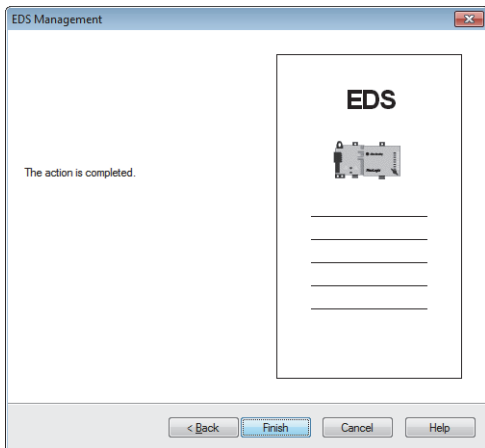 EDS Management
EDS
The action is completed.
< Back
Finish
Cancel
Help